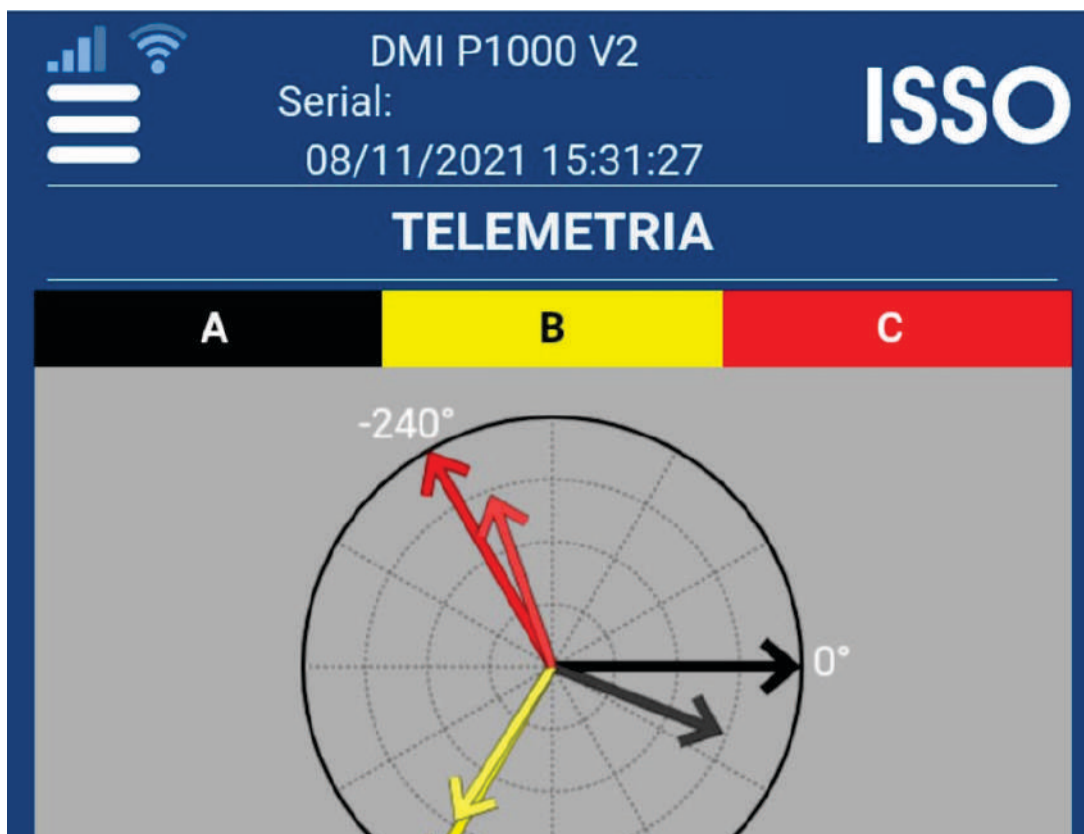 DMI P1000 V2
Serial:
ISSO
08/11/2021 15:31:27
TELEMETRIA
A B C
-240°
0°